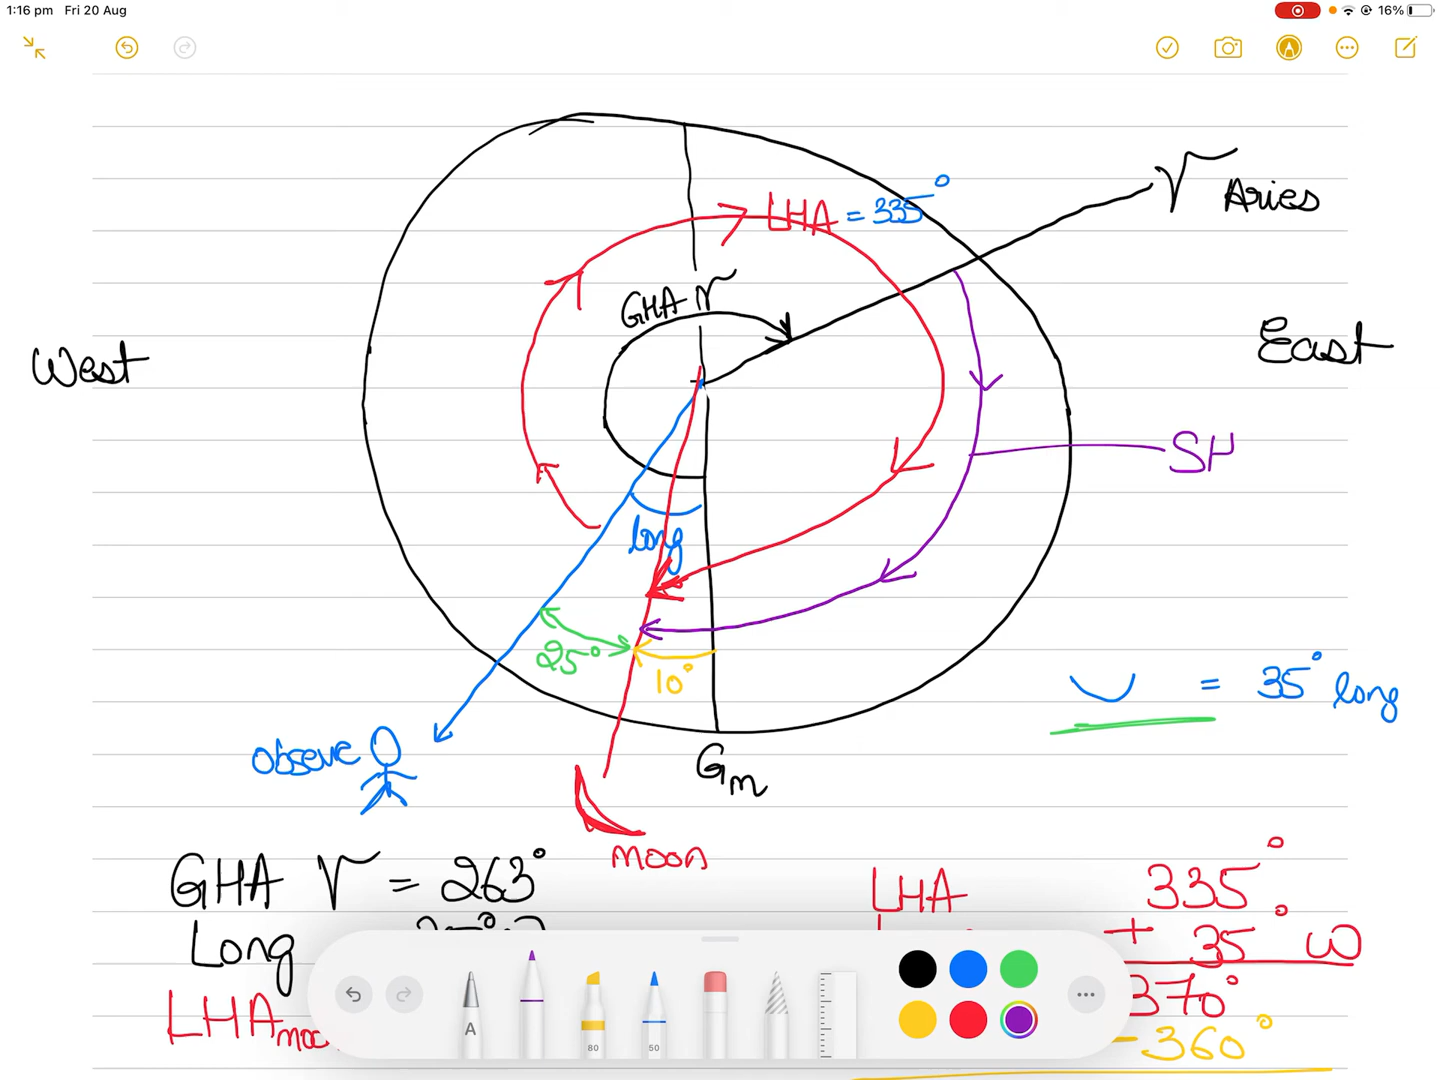 1:16 pm Fri 20 Aug
16%
LHA = 335°
♈ Aries
GHA ♈
West
East
SH
long
25°
10°
= 35° long
observe
Gm
moon
GHA ♈ = 263°
LHA 335°
Long
+ 35° W
370°
LHA
- 360°
A
80
50